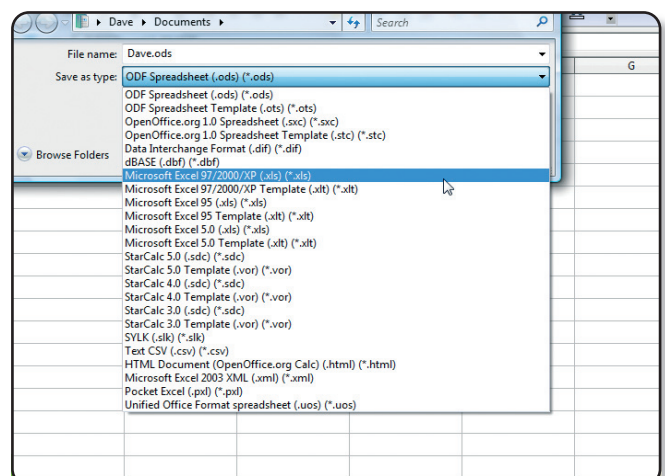 Dave Documents Search
File name: Dave.ods
G
Save as type: ODF Spreadsheet (.ods) (*.ods)
ODF Spreadsheet (.ods) (*.ods)
ODF Spreadsheet Template (.ots) (*.ots)
OpenOffice.org 1.0 Spreadsheet (.sxc) (*.sxc)
OpenOffice.org 1.0 Spreadsheet Template (.stc) (*.stc)
Data Interchange Format (.dif) (*.dif)
Browse Folders
dBASE (.dbf) (*.dbf)
Microsoft Excel 97/2000/XP (.xls) (*.xls)
Microsoft Excel 97/2000/XP Template (.xlt) (*.xlt)
Microsoft Excel 95 (.xls) (*.xls)
Microsoft Excel 95 Template (.xlt) (*.xlt)
Microsoft Excel 5.0 (.xls) (*.xls)
Microsoft Excel 5.0 Template (.xlt) (*.xlt)
StarCalc 5.0 (.sdc) (*.sdc)
StarCalc 5.0 Template (.vor) (*.vor)
StarCalc 4.0 (.sdc) (*.sdc)
StarCalc 4.0 Template (.vor) (*.vor)
StarCalc 3.0 (.sdc) (*.sdc)
StarCalc 3.0 Template (.vor) (*.vor)
SYLK (.slk) (*.slk)
Text CSV (.csv) (*.csv)
HTML Document (OpenOffice.org Calc) (.html) (*.html)
Microsoft Excel 2003 XML (.xml) (*.xml)
Pocket Excel (.pxl) (*.pxl)
Unified Office Format spreadsheet (.uos) (*.uos)